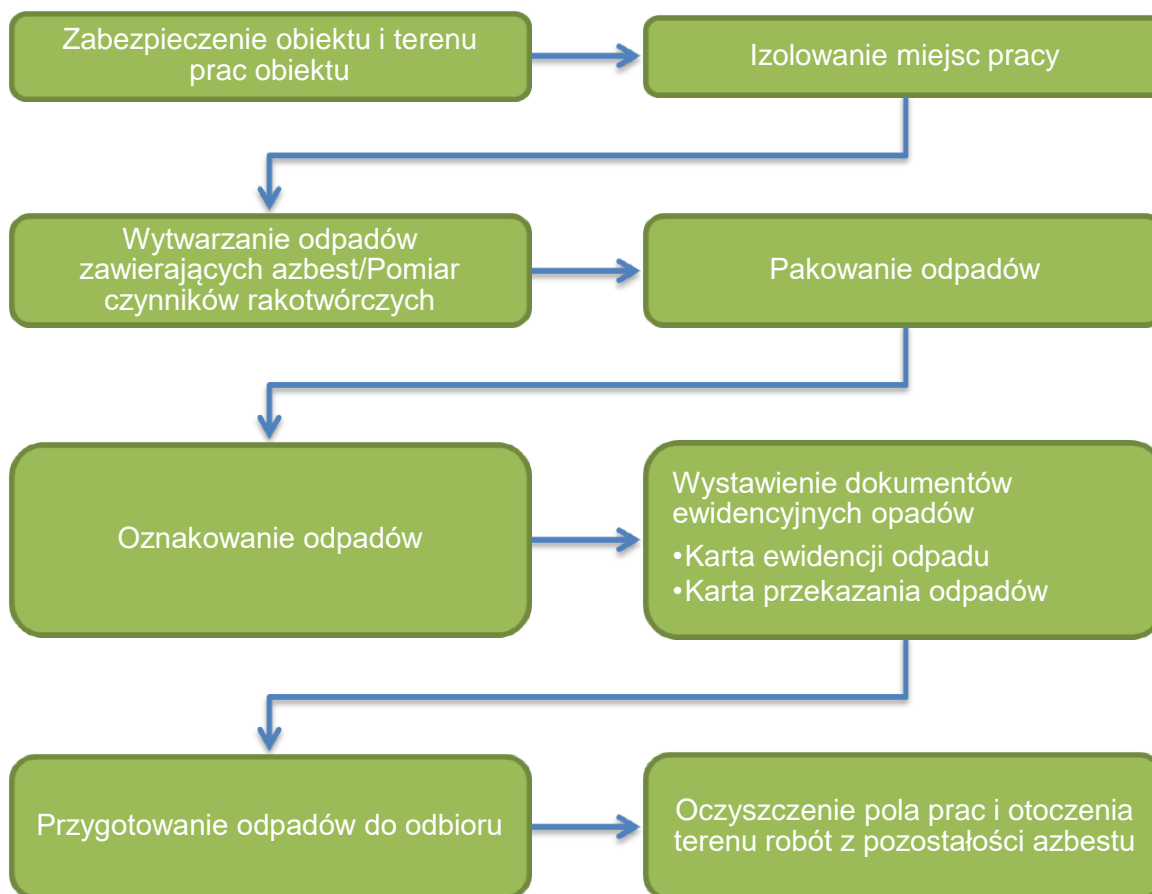 Zabezpieczenie obiektu i terenu
prac obiektu
Izolowanie miejsc pracy
Wytwarzanie odpadów
zawierających azbest/Pomiar
czynników rakotwórczych
Pakowanie odpadów
Oznakowanie odpadów
Wystawienie dokumentów
ewidencyjnych opadów
•Karta ewidencji odpadu
•Karta przekazania odpadów
Przygotowanie odpadów do odbioru
Oczyszczenie pola prac i otoczenia
terenu robót z pozostałości azbestu